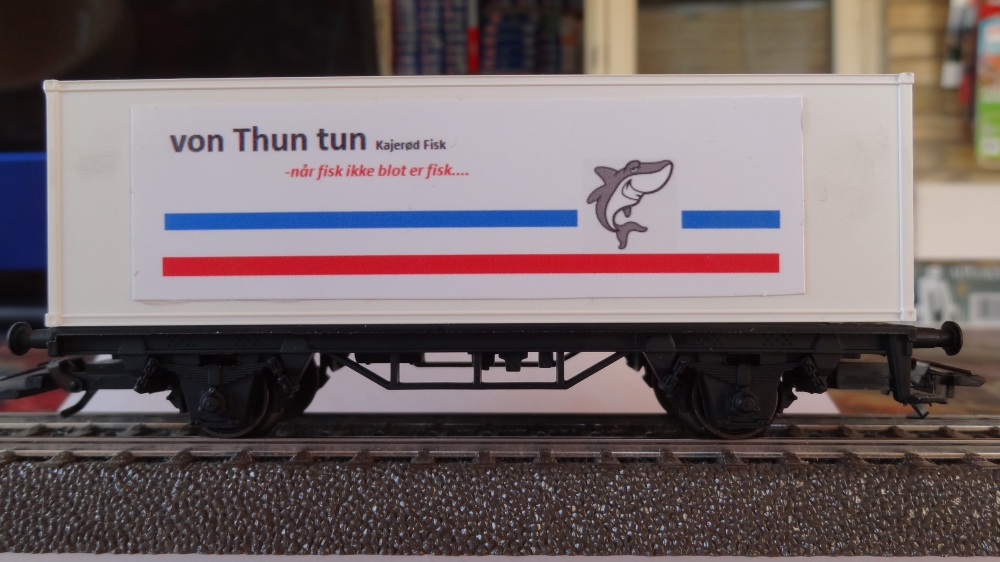 von Thun tun Kajerød Fisk
-når fisk ikke blot er fisk....